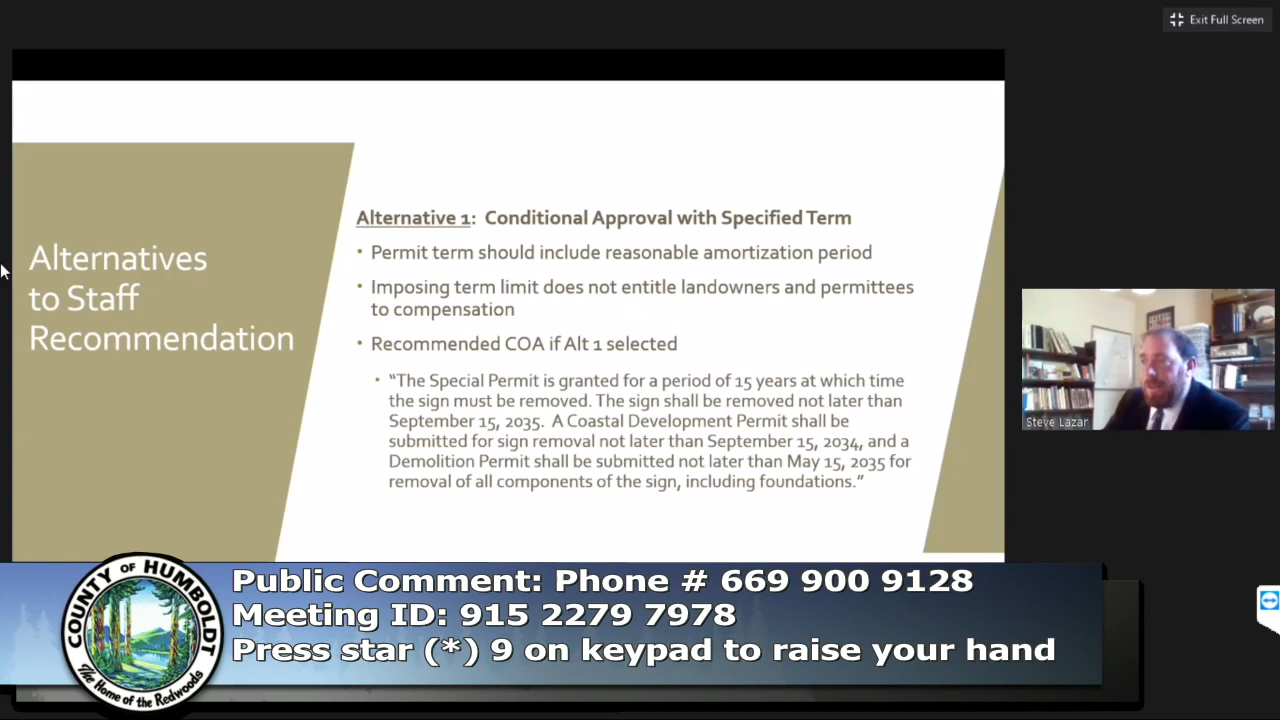 Exit Full Screen
Alternatives
to Staff
Recommendation
Alternative 1: Conditional Approval with Specified Term
• Permit term should include reasonable amortization period
• Imposing term limit does not entitle landowners and permittees
to compensation
• Recommended COA if Alt 1 selected
• “The Special Permit is granted for a period of 15 years at which time
the sign must be removed. The sign shall be removed not later than
September 15, 2035. A Coastal Development Permit shall be
submitted for sign removal not later than September 15, 2034, and a
Demolition Permit shall be submitted not later than May 15, 2035 for
removal of all components of the sign, including foundations.”
Steve Lazar
COUNTY OF HUMBOLDT
The Home of the Redwoods
Public Comment: Phone # 669 900 9128
Meeting ID: 915 2279 7978
Press star (*) 9 on keypad to raise your hand